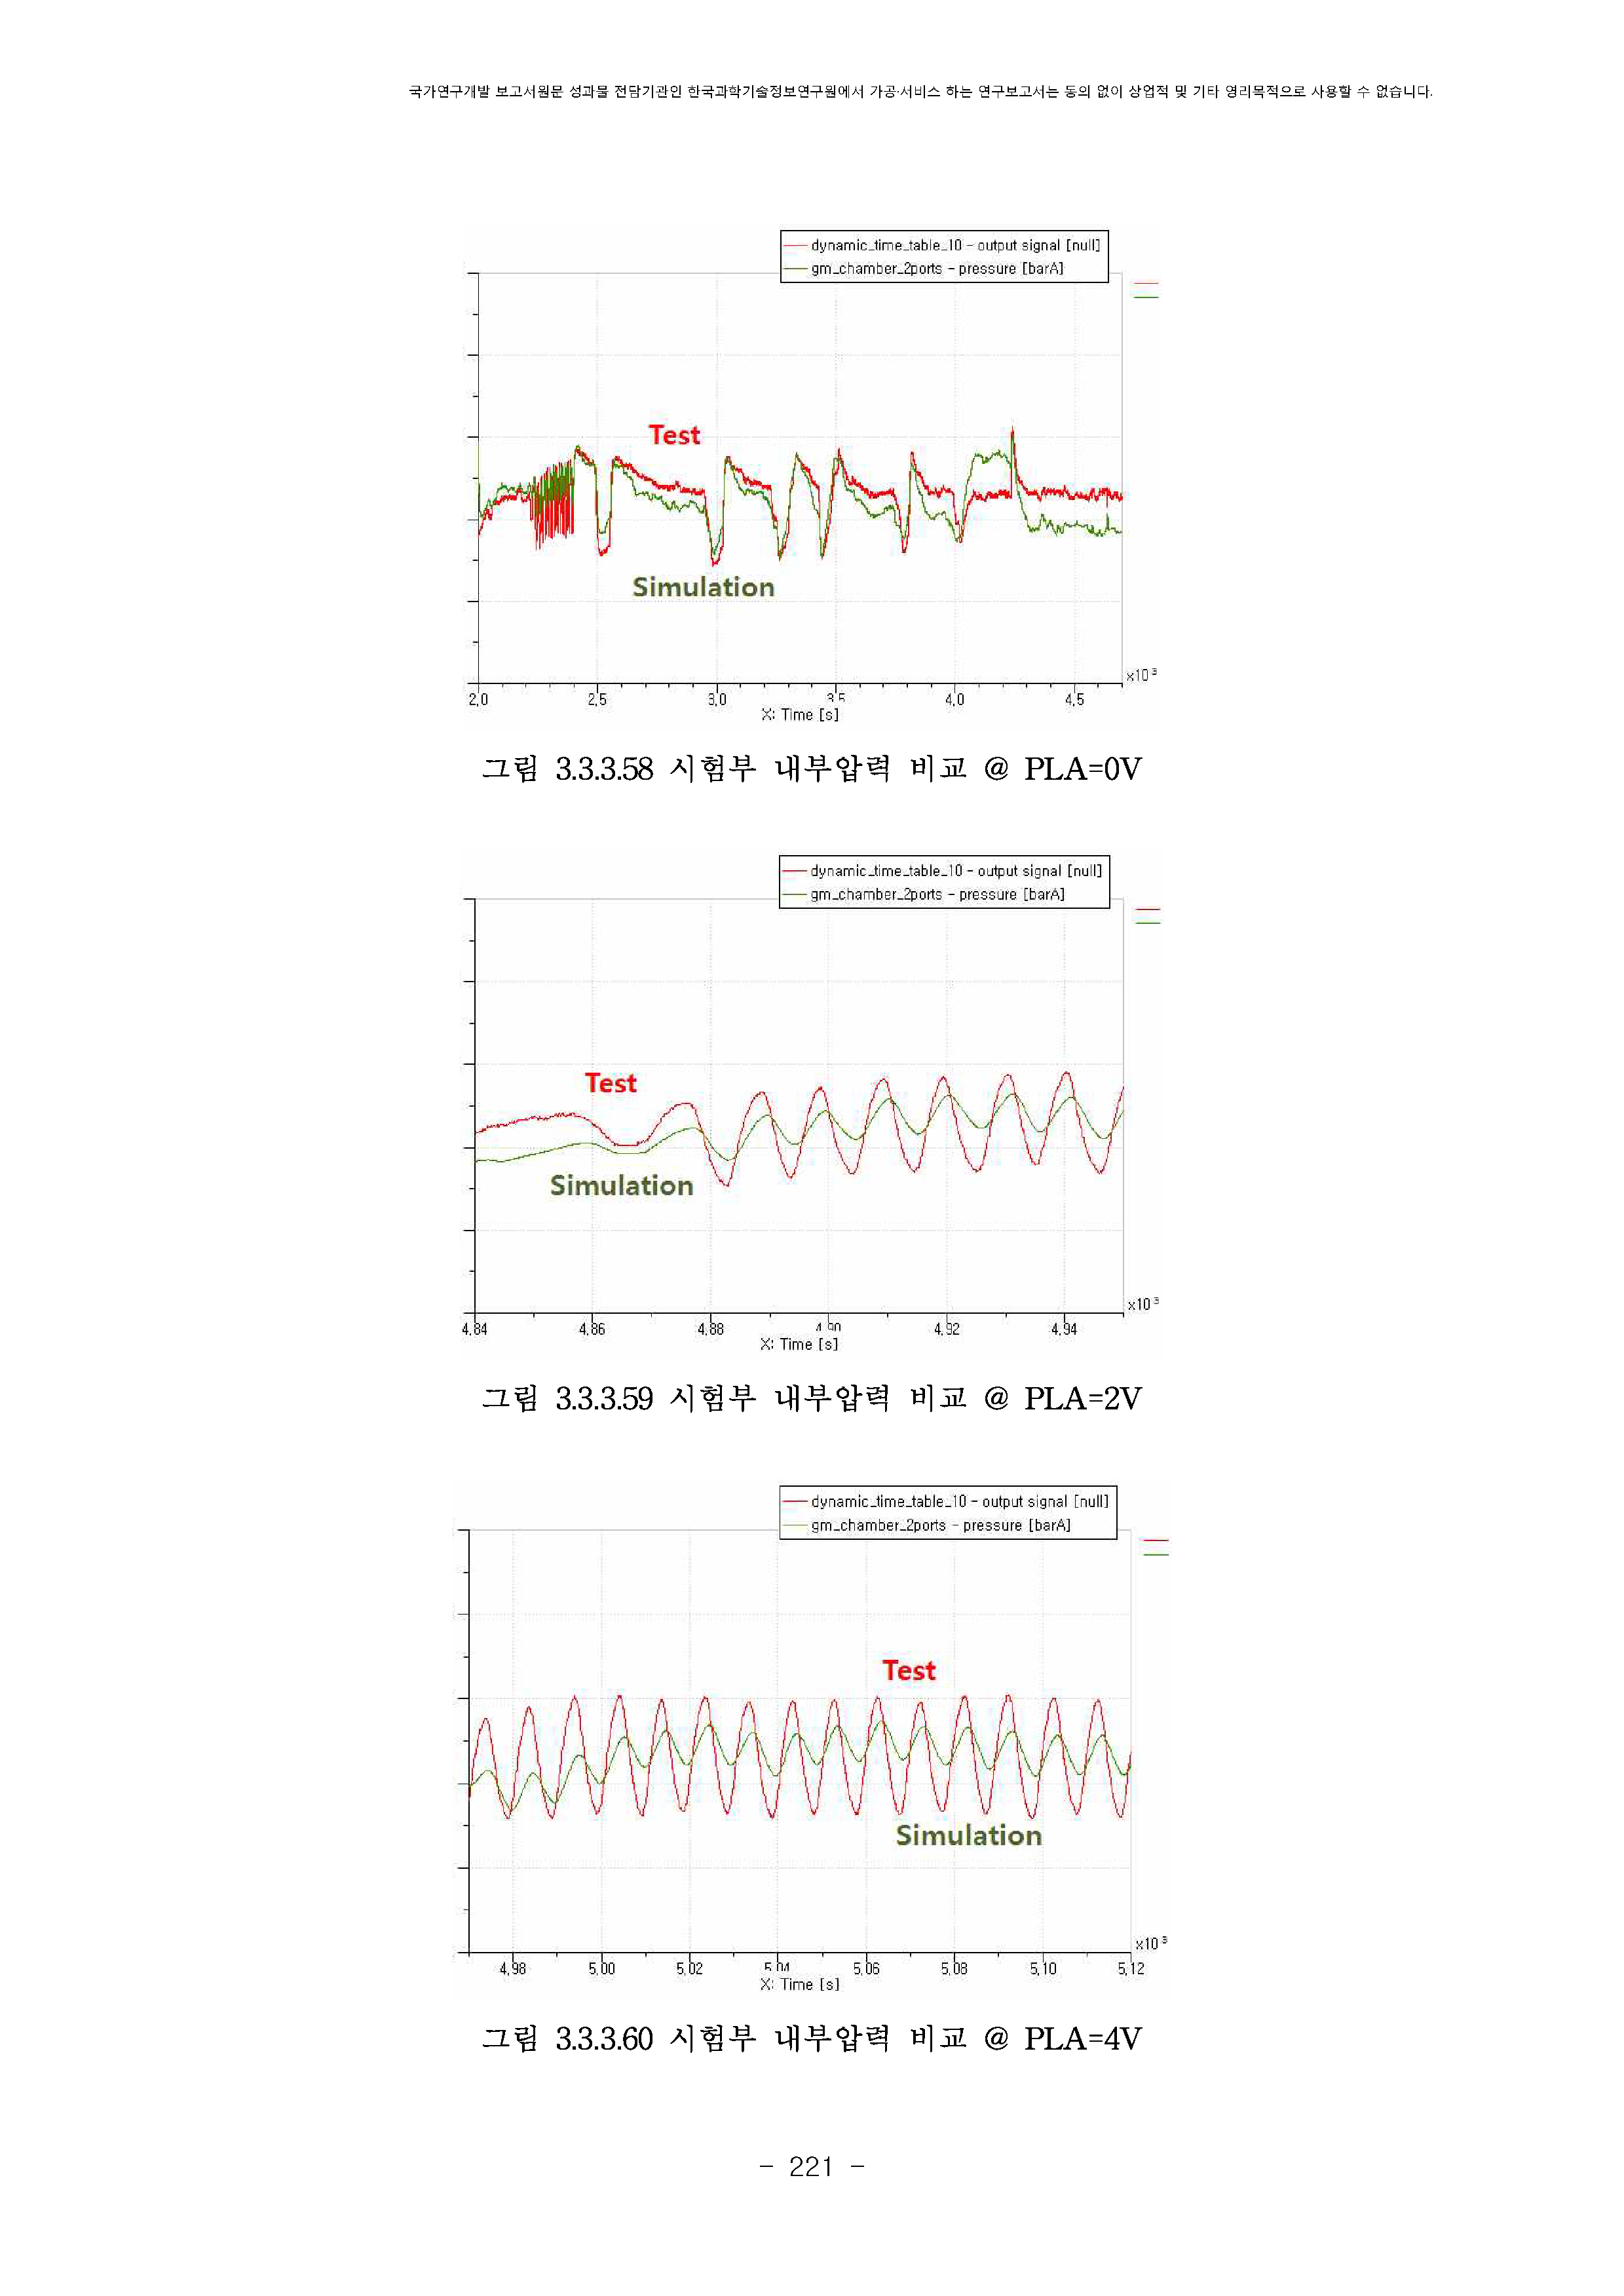 국가연구개발 보고서원문 성과물 전담기관인 한국과학기술정보연구원에서 가공·서비스 하는 연구보고서는 동의 없이 상업적 및 기타 영리목적으로 사용할 수 없습니다.
dynamic_time_table_10 - output signal [null]
gm_chamber_2ports - pressure [barA]
Test
Simulation
x10³
2.0 2.5 3.0 3.5 4.0 4.5
X: Time [s]
그림 3.3.3.58 시험부 내부압력 비교 @ PLA=0V
dynamic_time_table_10 - output signal [null]
gm_chamber_2ports - pressure [barA]
Test
Simulation
x10³
4.84 4.86 4.88 4.90 4.92 4.94
X: Time [s]
그림 3.3.3.59 시험부 내부압력 비교 @ PLA=2V
dynamic_time_table_10 - output signal [null]
gm_chamber_2ports - pressure [barA]
Test
Simulation
x10³
4.98 5.00 5.02 5.04 5.06 5.08 5.10 5.12
X: Time [s]
그림 3.3.3.60 시험부 내부압력 비교 @ PLA=4V
- 221 -